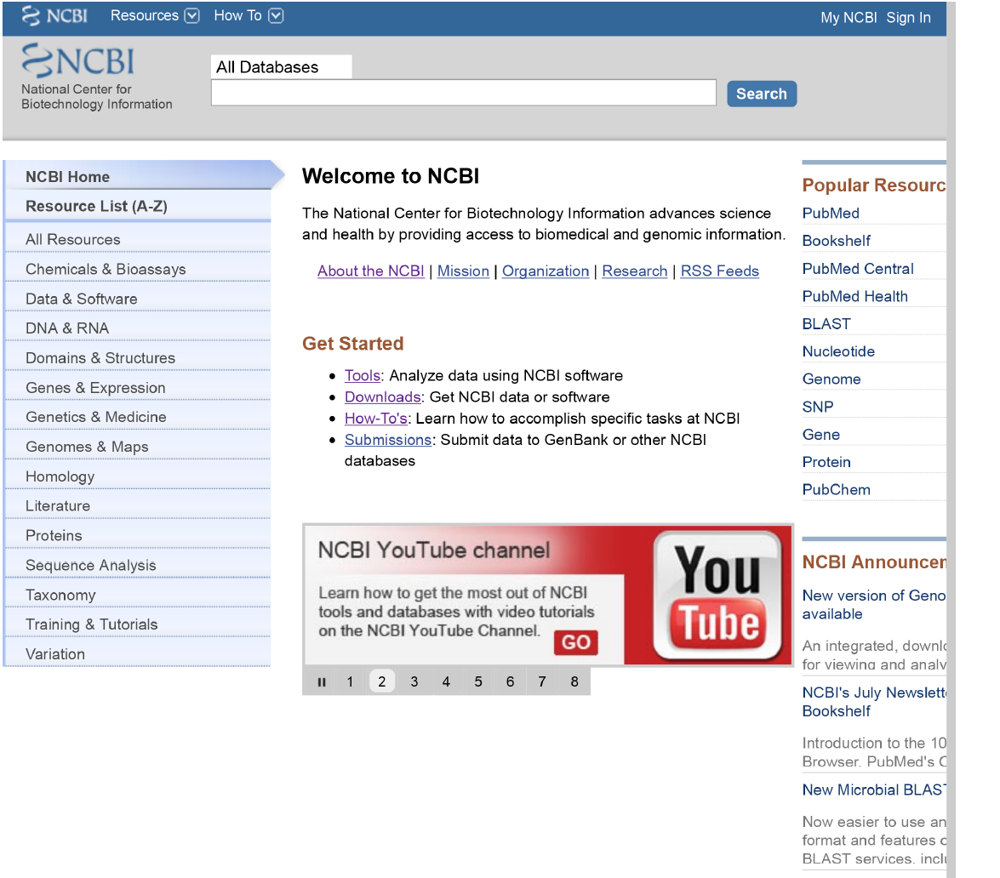 NCBI Resources How To My NCBI Sign In
NCBI
National Center for
Biotechnology Information
All Databases
Search
NCBI Home
Resource List (A-Z)
All Resources
Chemicals & Bioassays
Data & Software
DNA & RNA
Domains & Structures
Genes & Expression
Genetics & Medicine
Genomes & Maps
Homology
Literature
Proteins
Sequence Analysis
Taxonomy
Training & Tutorials
Variation
Welcome to NCBI
The National Center for Biotechnology Information advances science
and health by providing access to biomedical and genomic information.
About the NCBI | Mission | Organization | Research | RSS Feeds
Get Started
Tools: Analyze data using NCBI software
Downloads: Get NCBI data or software
How-To's: Learn how to accomplish specific tasks at NCBI
Submissions: Submit data to GenBank or other NCBI
databases
NCBI YouTube channel
Learn how to get the most out of NCBI
tools and databases with video tutorials
on the NCBI YouTube Channel.
GO
You
Tube
1 2 3 4 5 6 7 8
Popular Resourc
PubMed
Bookshelf
PubMed Central
PubMed Health
BLAST
Nucleotide
Genome
SNP
Gene
Protein
PubChem
NCBI Announcer
New version of Geno
available
An integrated, downlo
for viewing and analy
NCBI's July Newslett
Bookshelf
Introduction to the 10
Browser, PubMed's C
New Microbial BLAST
Now easier to use an
format and features o
BLAST services, incl